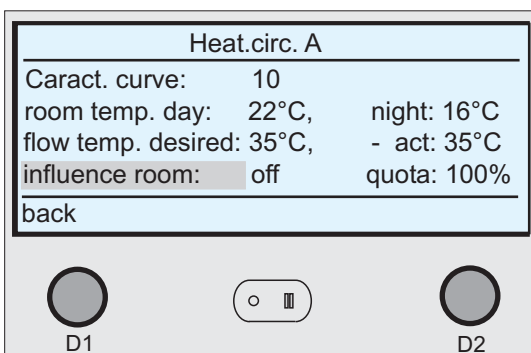 Heat.circ. A
Caract. curve: 10
room temp. day: 22°C, night: 16°C
flow temp. desired: 35°C, - act: 35°C
influence room: off quota: 100%
back
D1 D2